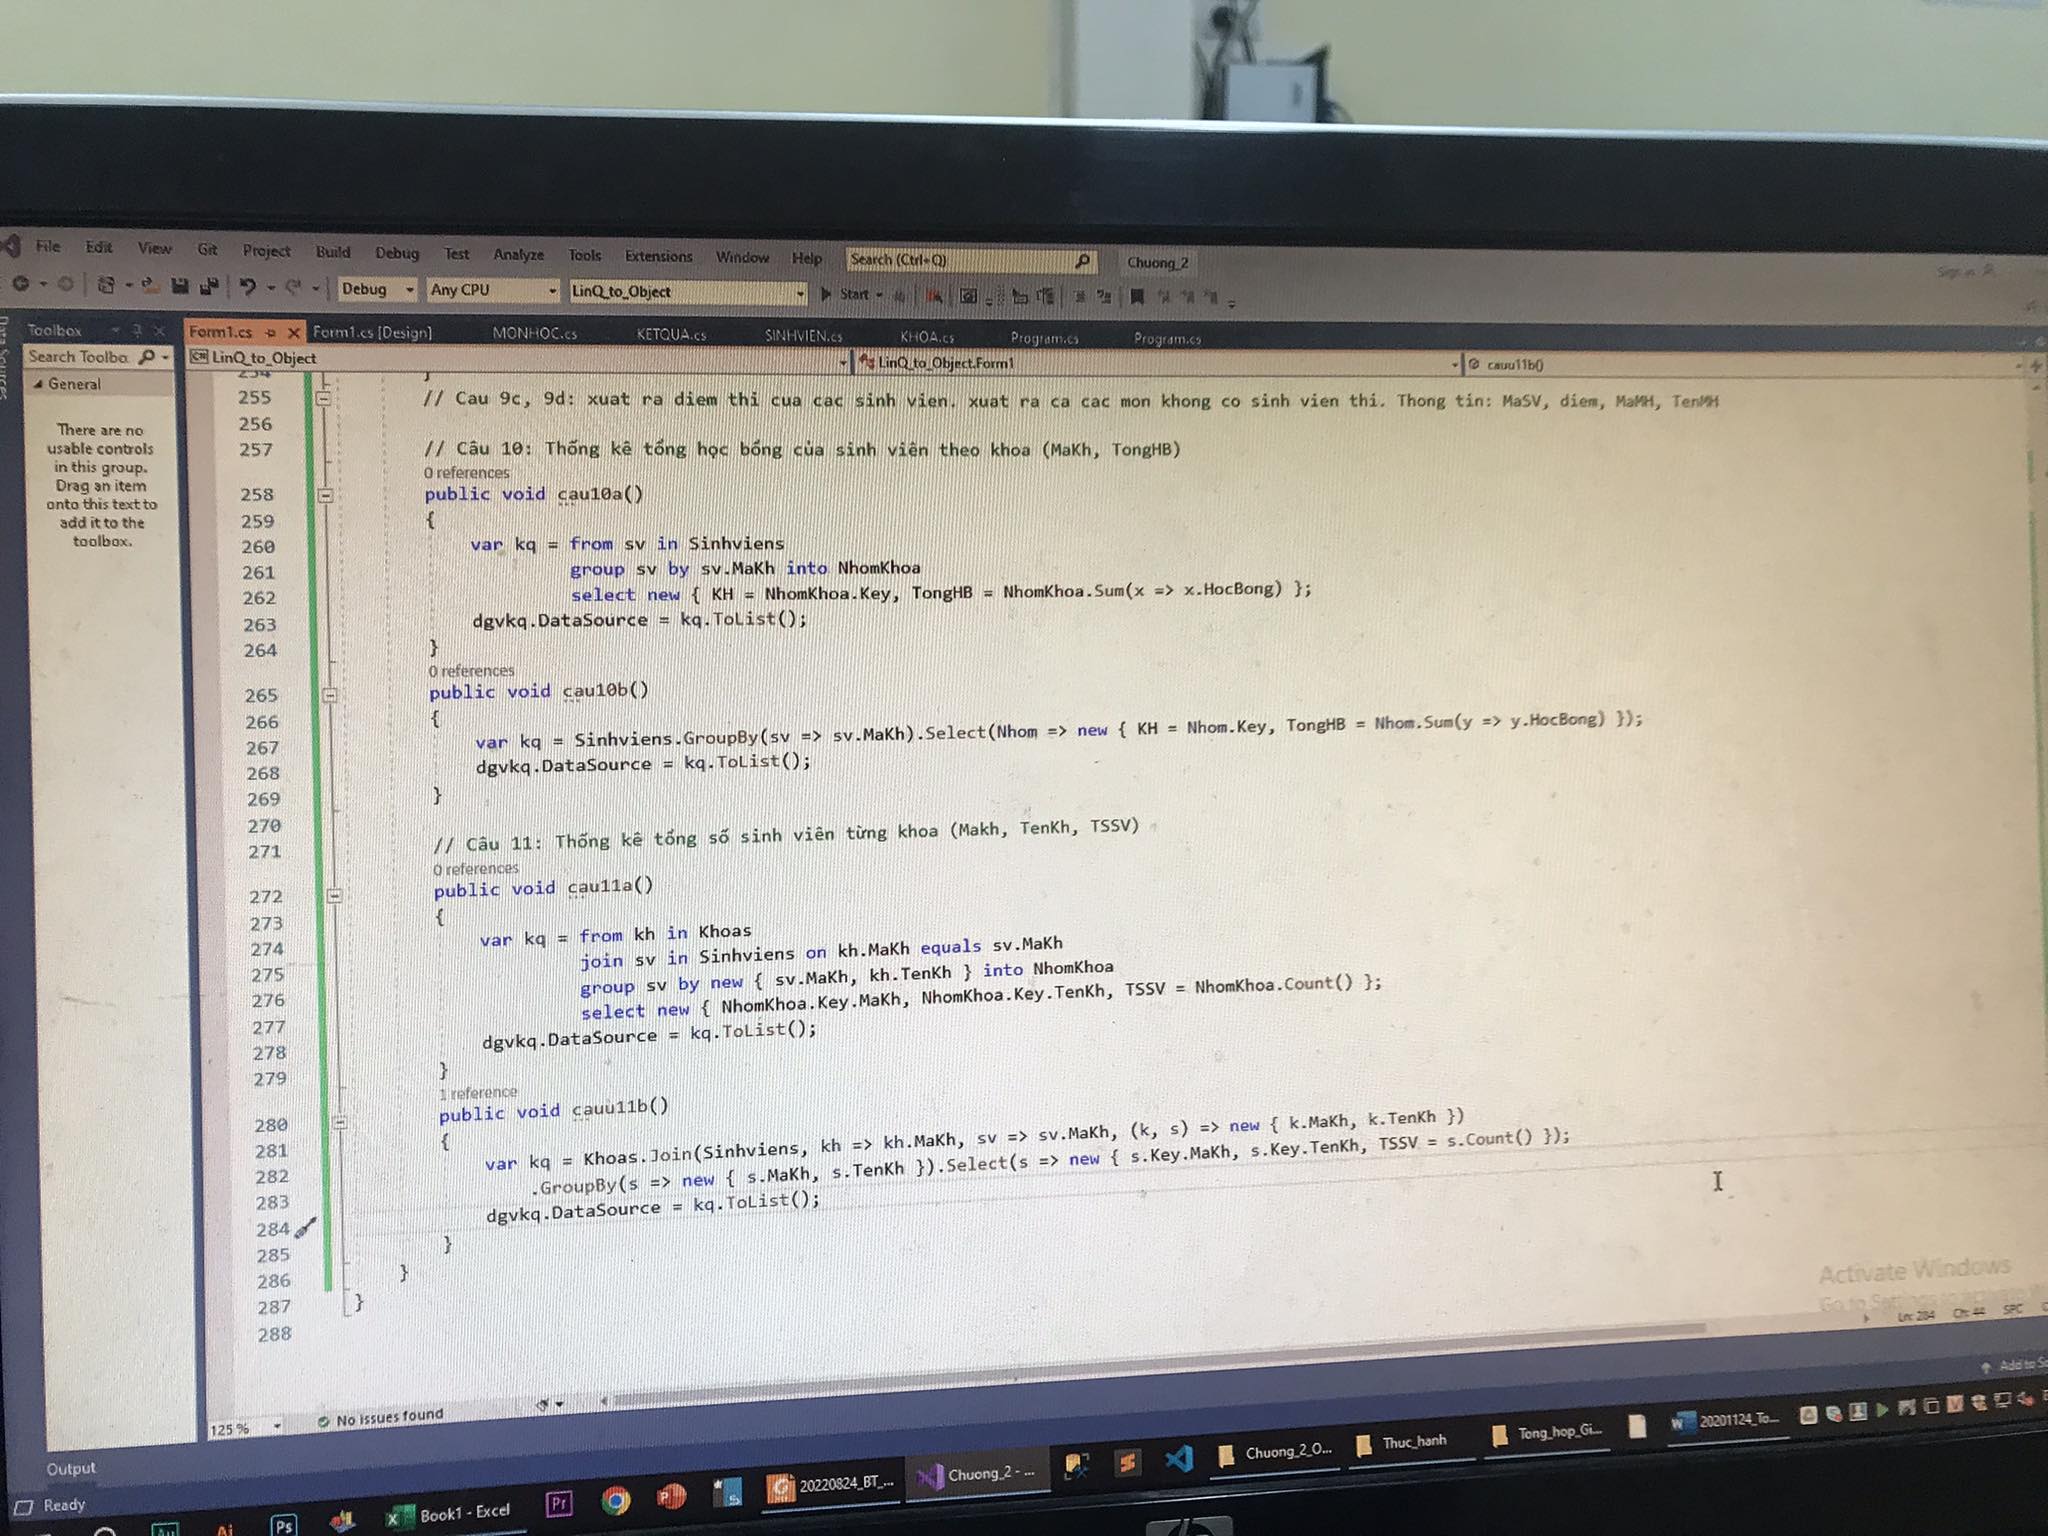 File Edit View Git Project Build Debug Test Analyze Tools Extensions Window Help Search (Ctrl+Q) Chuong_2
Debug Any CPU LinQ_to_Object Start
Data Sources
Toolbox
Form1.cs Form1.cs [Design] MONHOC.cs KETQUA.cs SINHVIEN.cs KHOA.cs Program.cs Program.cs
Search Toolbo
LinQ_to_Object LinQ_to_Object.Form1 cauu11b()
General
There are no
usable controls
in this group.
Drag an item
onto this text to
add it to the
toolbox.
254 }
255 // Cau 9c, 9d: xuat ra diem thi cua cac sinh vien. xuat ra ca cac mon khong co sinh vien thi. Thong tin: MaSV, diem, MaMH, TenMH
256
257 // Câu 10: Thống kê tổng học bổng của sinh viên theo khoa (MaKh, TongHB)
0 references
258 public void cau10a()
259 {
260 var kq = from sv in Sinhviens
261 group sv by sv.MaKh into NhomKhoa
262 select new { KH = NhomKhoa.Key, TongHB = NhomKhoa.Sum(x => x.HocBong) };
263 dgvkq.DataSource = kq.ToList();
264 }
0 references
265 public void cau10b()
266 {
267 var kq = Sinhviens.GroupBy(sv => sv.MaKh).Select(Nhom => new { KH = Nhom.Key, TongHB = Nhom.Sum(y => y.HocBong) });
268 dgvkq.DataSource = kq.ToList();
269 }
270
271 // Câu 11: Thống kê tổng số sinh viên từng khoa (Makh, TenKh, TSSV)
0 references
272 public void cau11a()
273 {
274 var kq = from kh in Khoas
275 join sv in Sinhviens on kh.MaKh equals sv.MaKh
276 group sv by new { sv.MaKh, kh.TenKh } into NhomKhoa
277 select new { NhomKhoa.Key.MaKh, NhomKhoa.Key.TenKh, TSSV = NhomKhoa.Count() };
278 dgvkq.DataSource = kq.ToList();
279 }
1 reference
280 public void cauu11b()
281 {
282 var kq = Khoas.Join(Sinhviens, kh => kh.MaKh, sv => sv.MaKh, (k, s) => new { k.MaKh, k.TenKh })
283 .GroupBy(s => new { s.MaKh, s.TenKh }).Select(s => new { s.Key.MaKh, s.Key.TenKh, TSSV = s.Count() });
284 dgvkq.DataSource = kq.ToList();
285 }
286 }
287 }
288
Activate Windows
125 % No issues found Ln: 284 Ch: 44 SPC
Output
Ready
Add to So
Au Ai Ps Book1 - Excel Pr 20220824_BT_... Chuong_2 - ... Chuong_2_O... Thuc_hanh Tong_hop_Gi... 20201124_To...
hp